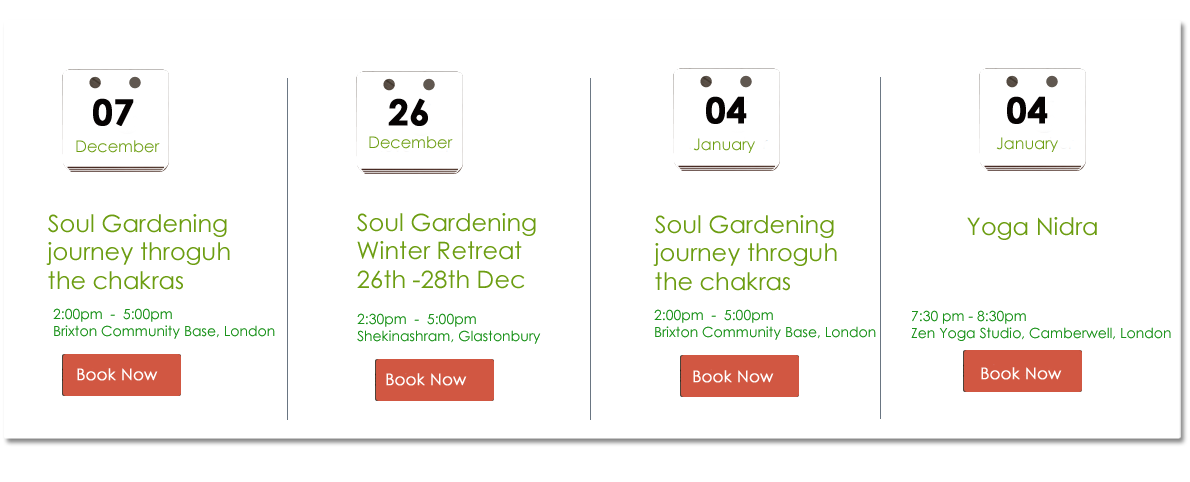 07
December
Soul Gardening
journey throguh
the chakras
2:00pm - 5:00pm
Brixton Community Base, London
Book Now
26
December
Soul Gardening
Winter Retreat
26th -28th Dec
2:30pm - 5:00pm
Shekinashram, Glastonbury
Book Now
04
January
Soul Gardening
journey throguh
the chakras
2:00pm - 5:00pm
Brixton Community Base, London
Book Now
04
January
Yoga Nidra
7:30 pm - 8:30pm
Zen Yoga Studio, Camberwell, London
Book Now